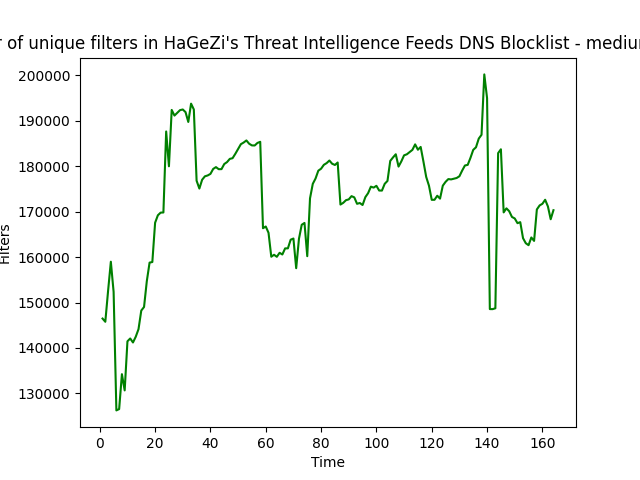 r of unique filters in HaGeZi's Threat Intelligence Feeds DNS Blocklist - mediu
200000
190000
180000
170000
160000
150000
140000
130000
Filters
0 20 40 60 80 100 120 140 160
Time